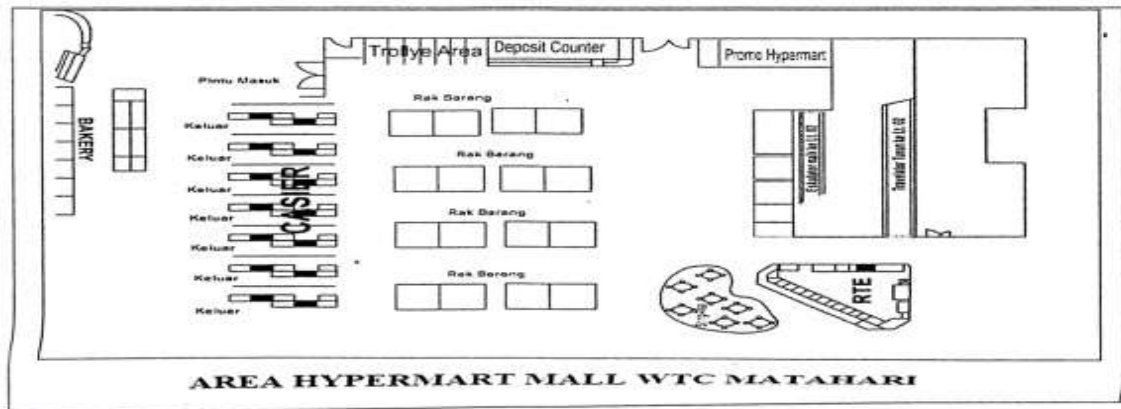 Trollye Area
Deposit Counter
Promo Hypermart
Pintu Masuk
Rak Barang
Keluar
BAKERY
Rak Barang
Keluar
Keluar
CASIER
Rak Barang
Keluar
Keluar
Rak Barang
Keluar
Keluar
RTE
AREA HYPERMART MALL WTC MATAHARI